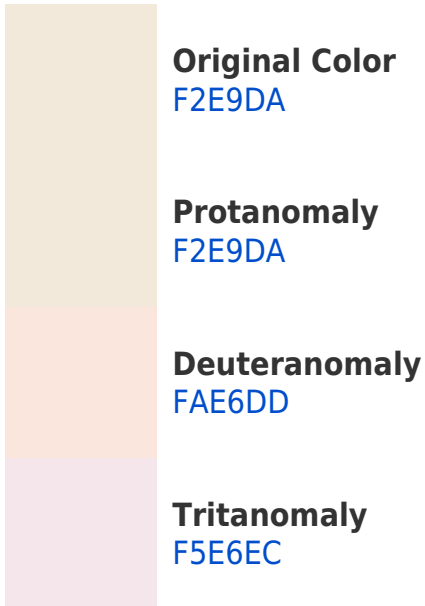 Original Color
F2E9DA
Protanomaly
F2E9DA
Deuteranomaly
FAE6DD
Tritanomaly
F5E6EC